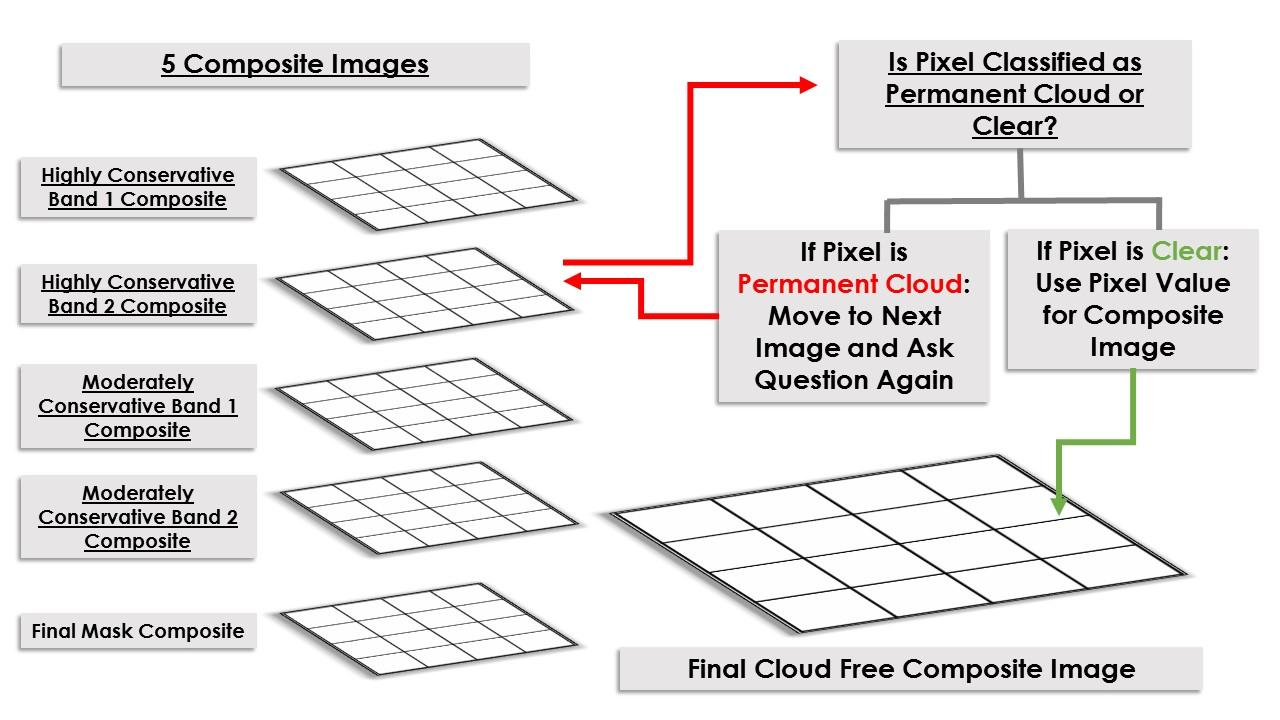 5 Composite Images
Highly Conservative
Band 1 Composite
Highly Conservative
Band 2 Composite
Moderately
Conservative Band 1
Composite
Moderately
Conservative Band 2
Composite
Final Mask Composite
Is Pixel Classified as
Permanent Cloud or
Clear?
If Pixel is
Permanent Cloud:
Move to Next
Image and Ask
Question Again
If Pixel is Clear:
Use Pixel Value
for Composite
Image
Final Cloud Free Composite Image